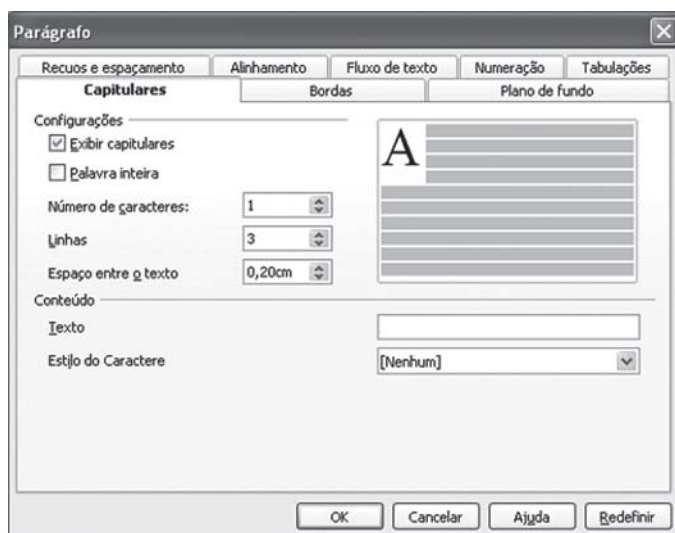 Parágrafo
Recuos e espaçamento Alinhamento Fluxo de texto Numeração Tabulações
Capitulares Bordas Plano de fundo
Configurações
Exibir capitulares
Palavra inteira
Número de caracteres: 1
Linhas 3
Espaço entre o texto 0,20cm
A
Conteúdo
Texto
Estilo do Caractere [Nenhum]
OK Cancelar Ajuda Redefinir